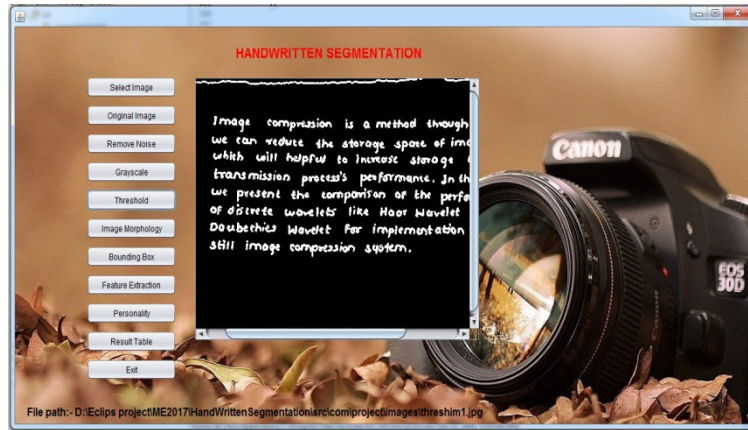 HANDWRITTEN SEGMENTATION
Select Image
Original Image
Remove Noise
Grayscale
Threshold
Image Morphology
Bounding Box
Feature Extraction
Personality
Result Table
Exit
Image compression is a method through
we can reduce the storage space of
which will helpful to increase storage
transmission process's performance. In
we present the comparison of the
of discrete wavelets like Haar Wavelet
Daubechies Wavelet For implementation
still image compression system.
Canon
EOS
30D
Canon
File path:- D:\Eclips project\ME2017\HandWrittenSegmentation\src\com\project\images\threshim1.jpg